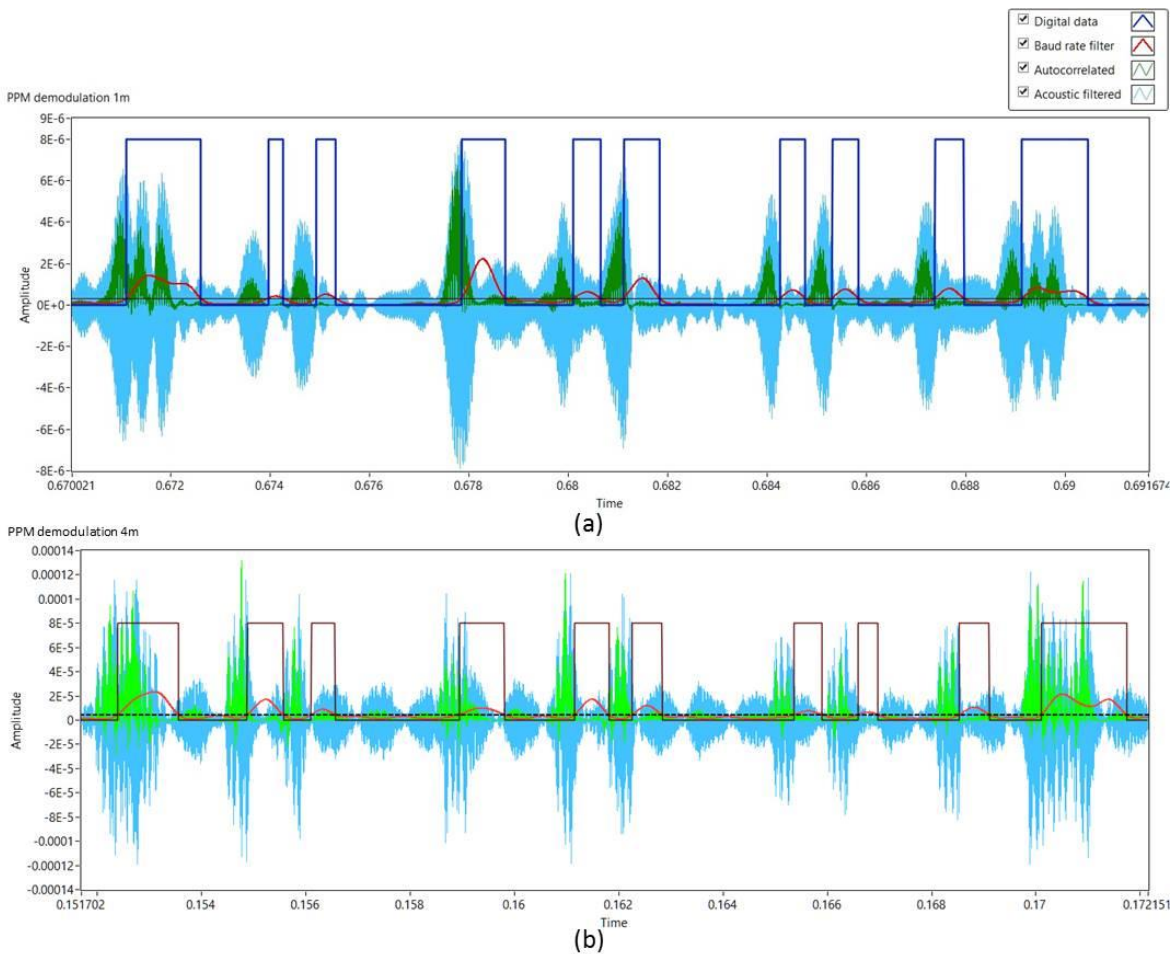 Digital data
Baud rate filter
Autocorrelated
Acoustic filtered
PPM demodulation 1m
9E-6
8E-6
6E-6
4E-6
2E-6
0E+0
-2E-6
-4E-6
-6E-6
-8E-6
Amplitude
0.670021 0.672 0.674 0.676 0.678 0.68 0.682 0.684 0.686 0.688 0.69 0.691674
Time
(a)
PPM demodulation 4m
0.00014
0.00012
0.0001
8E-5
6E-5
4E-5
2E-5
0
-2E-5
-4E-5
-6E-5
-8E-5
-0.0001
-0.00012
-0.00014
Amplitude
0.151702 0.154 0.156 0.158 0.16 0.162 0.164 0.166 0.168 0.17 0.172151
Time
(b)